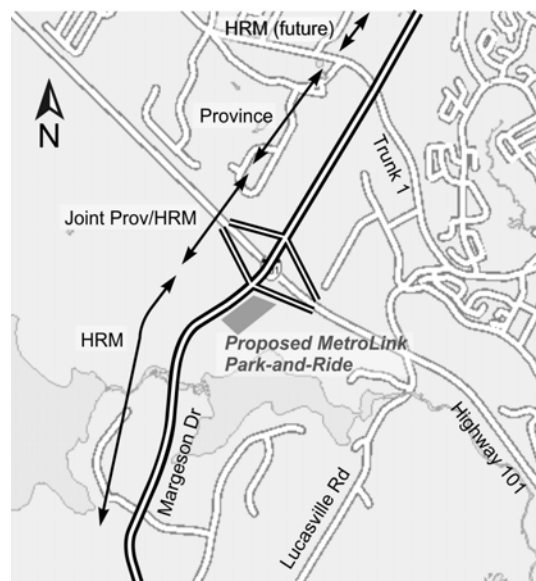 HRM (future)
N
Province
Trunk 1
Joint Prov/HRM
HRM
Proposed MetroLink
Park-and-Ride
Margeson Dr
Lucasville Rd
Highway 101